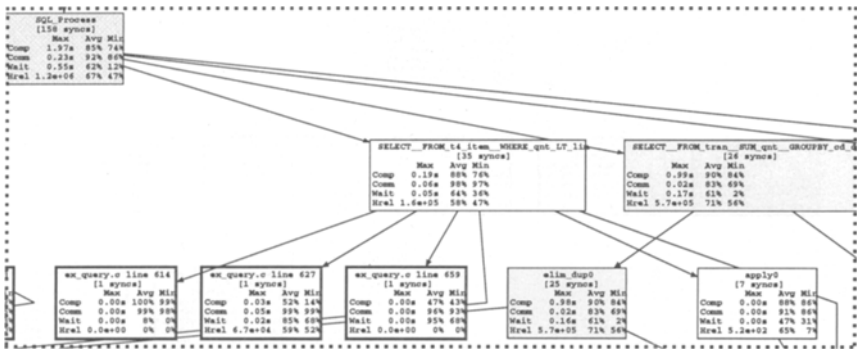 SQL_Process
[158 syncs]
Max Avg Min
Comp 1.97s 85% 74%
Comm 0.23s 92% 86%
Wait 0.55s 62% 12%
Hrel 1.2e+06 67% 47%
SELECT__FROM_t4_item__WHERE_qnt_LT_li
[35 syncs]
Max Avg Min
Comp 0.19s 88% 76%
Comm 0.06s 98% 97%
Wait 0.05s 64% 36%
Hrel 1.6e+05 58% 47%
SELECT__FROM_tran__SUM_qnt__GROUPBY_cd
[26 syncs]
Max Avg Min
Comp 0.99s 90% 84%
Comm 0.02s 83% 69%
Wait 0.17s 61% 2%
Hrel 5.7e+05 71% 56%
ex_query.c line 614
[1 syncs]
Max Avg Min
Comp 0.00s 100% 99%
Comm 0.00s 99% 98%
Wait 0.00s 8% 0%
Hrel 0.0e+00 0% 0%
ex_query.c line 627
[1 syncs]
Max Avg Min
Comp 0.03s 52% 14%
Comm 0.05s 99% 99%
Wait 0.02s 85% 68%
Hrel 6.7e+04 59% 52%
ex_query.c line 659
[1 syncs]
Max Avg Min
Comp 0.00s 47% 43%
Comm 0.00s 96% 93%
Wait 0.00s 95% 68%
Hrel 0.0e+00 0% 0%
elim_dup0
[25 syncs]
Max Avg Min
Comp 0.98s 90% 84%
Comm 0.02s 83% 69%
Wait 0.16s 61% 2%
Hrel 5.7e+05 71% 56%
apply0
[7 syncs]
Max Avg Min
Comp 0.00s 88% 86%
Comm 0.00s 91% 86%
Wait 0.00s 47% 31%
Hrel 5.2e+02 65% 7%